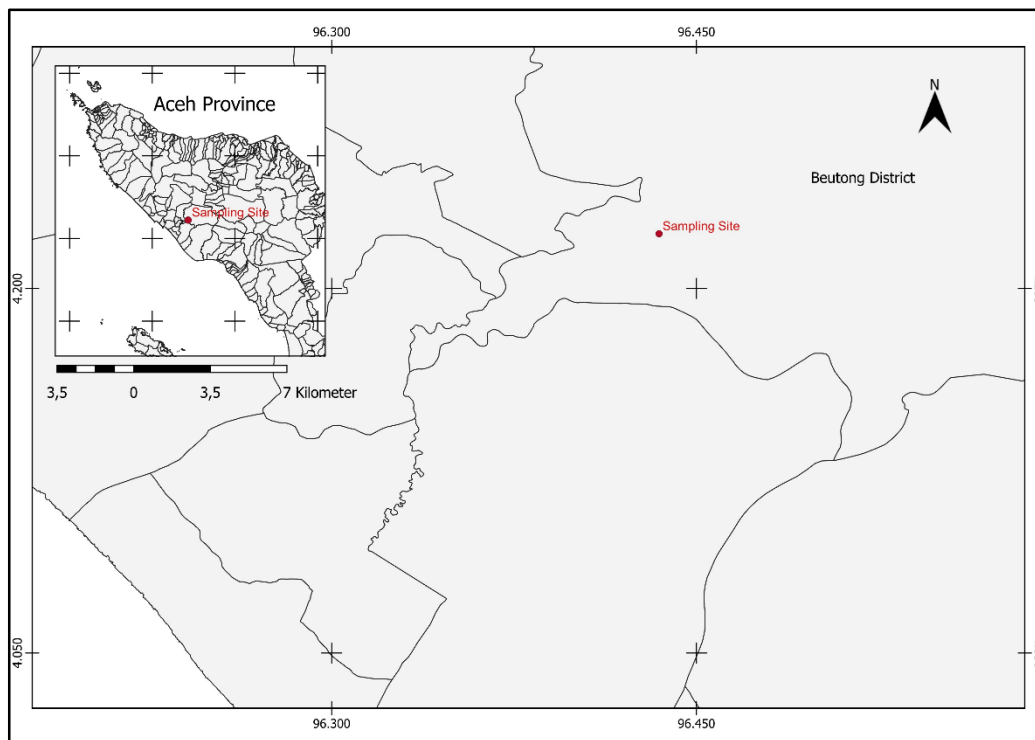 96.300 96.450
Aceh Province
N
Beutong District
Sampling Site
Sampling Site
4.200
3,5 0 3,5 7 Kilometer
4.050
96.300 96.450